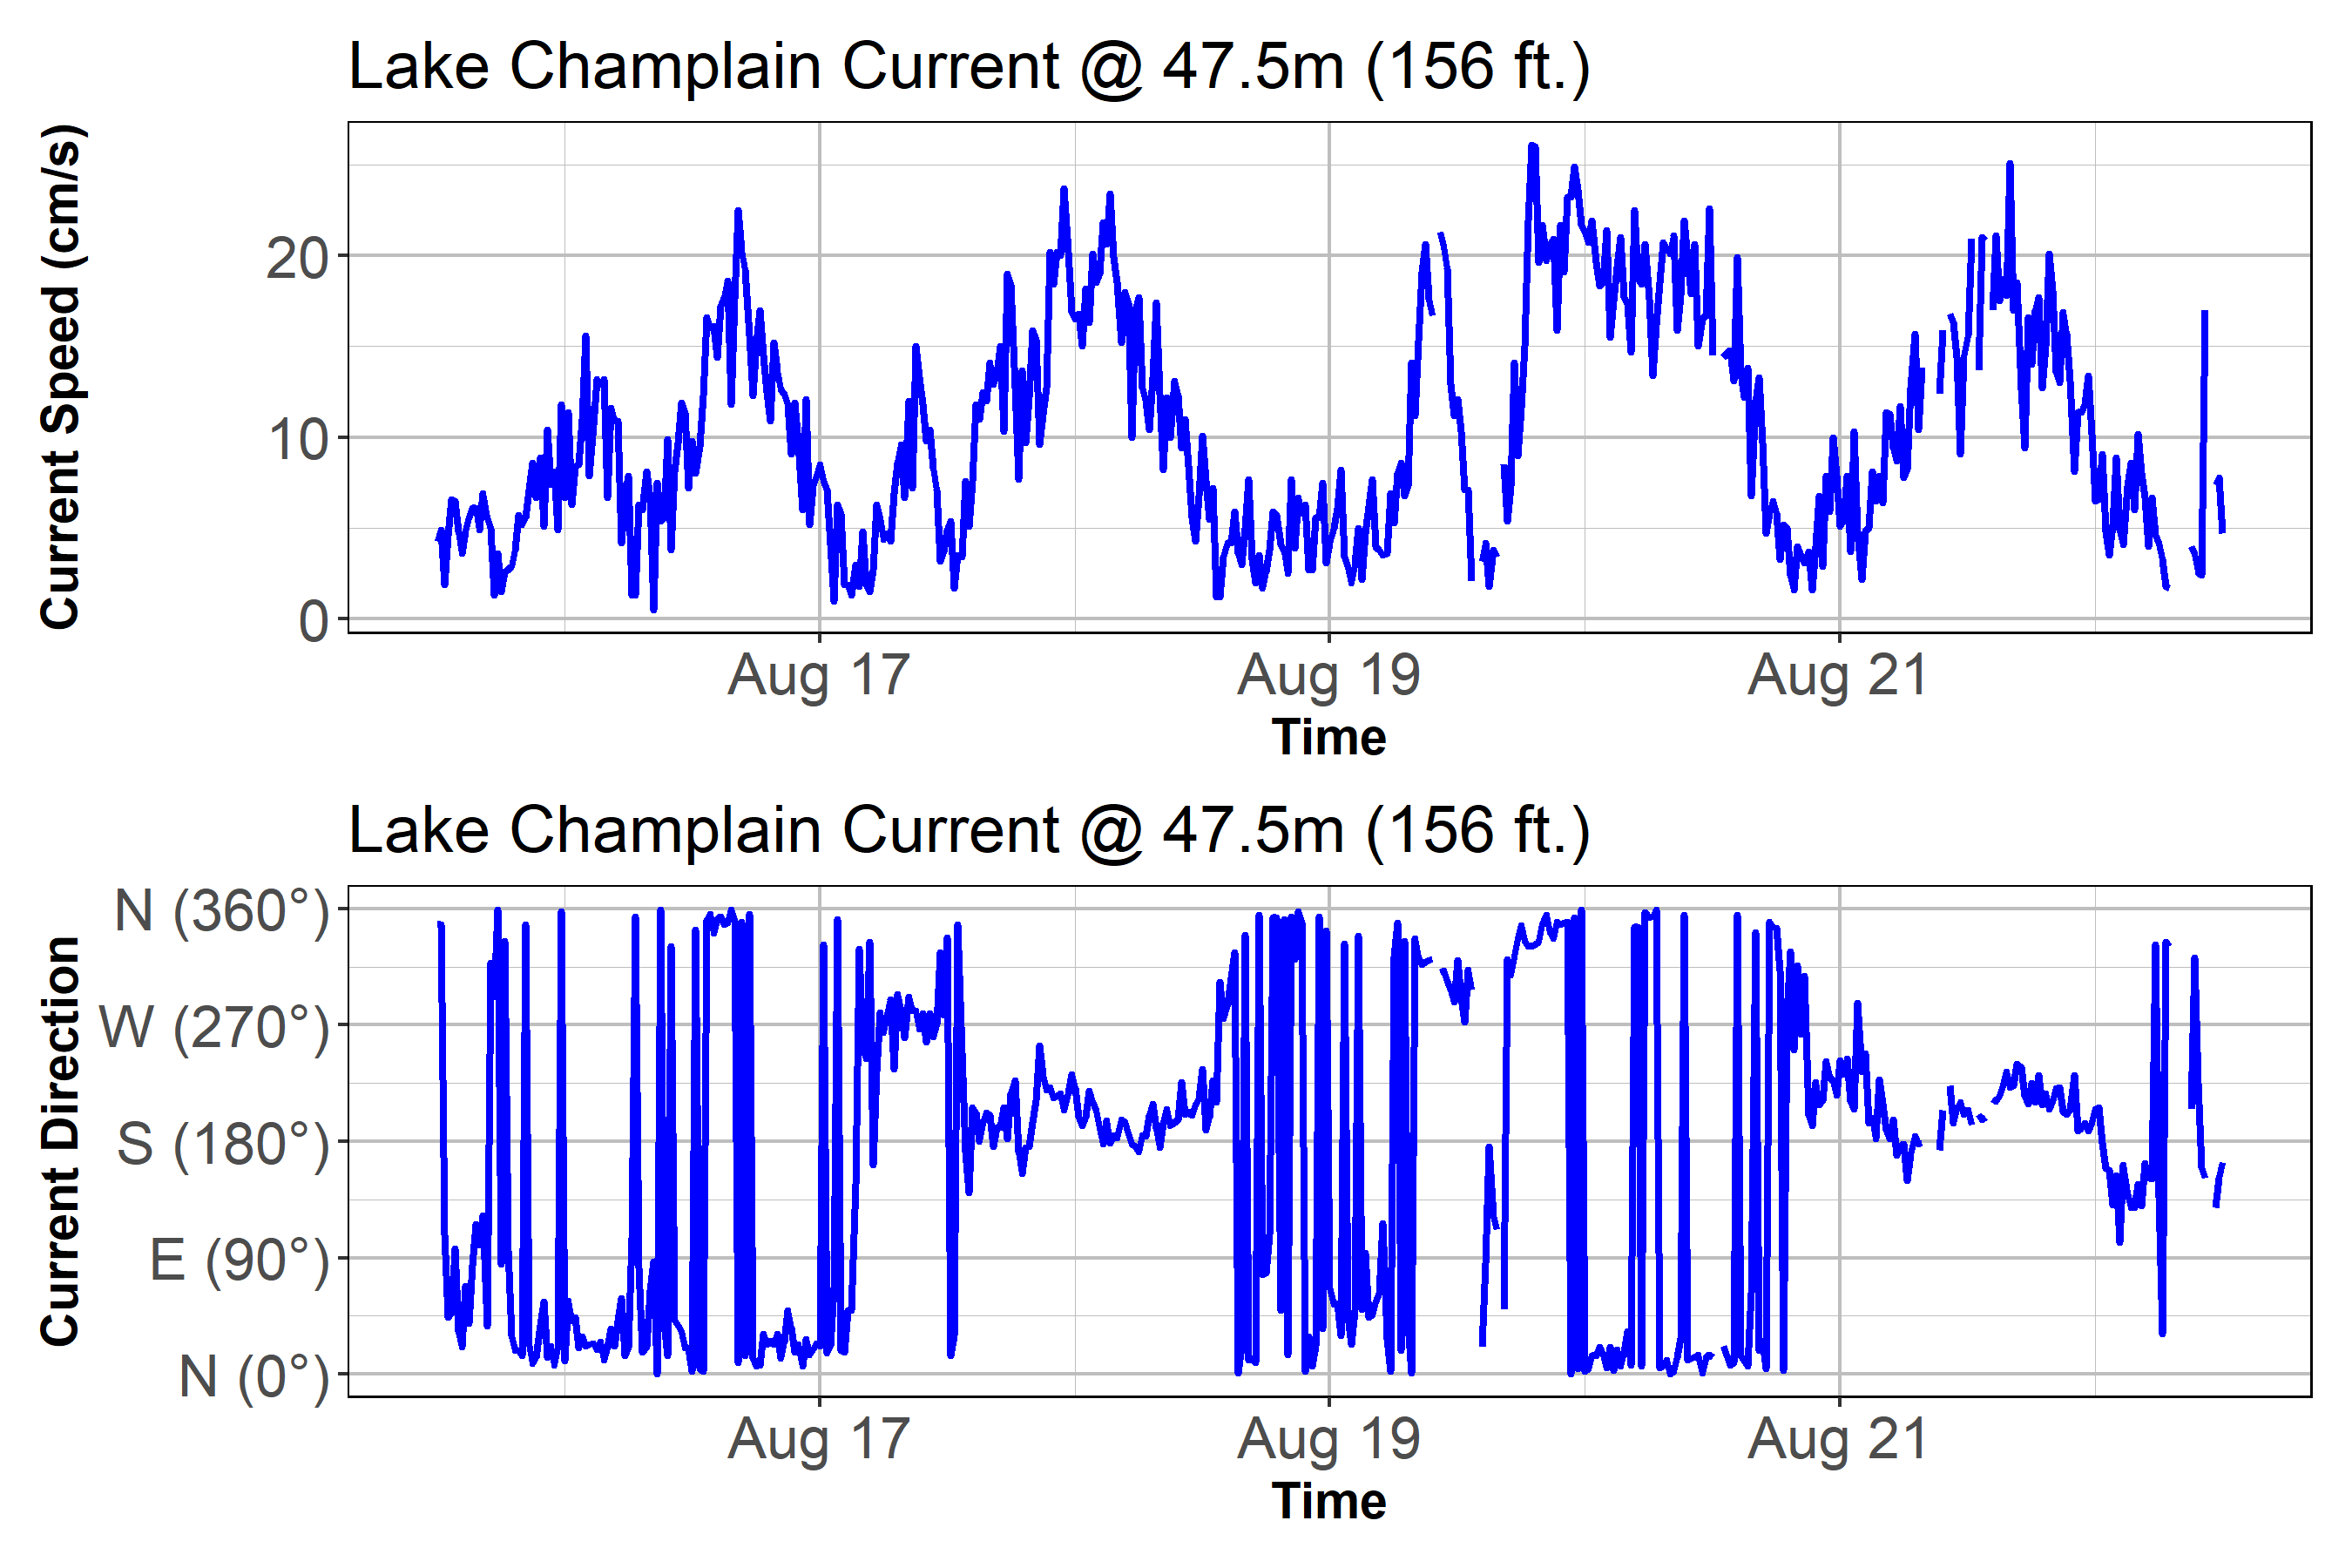 Lake Champlain Current @ 47.5m (156 ft.)
Current Speed (cm/s)
20
10
0
Aug 17 Aug 19 Aug 21
Time
Lake Champlain Current @ 47.5m (156 ft.)
Current Direction
N (360°)
W (270°)
S (180°)
E (90°)
N (0°)
Aug 17 Aug 19 Aug 21
Time